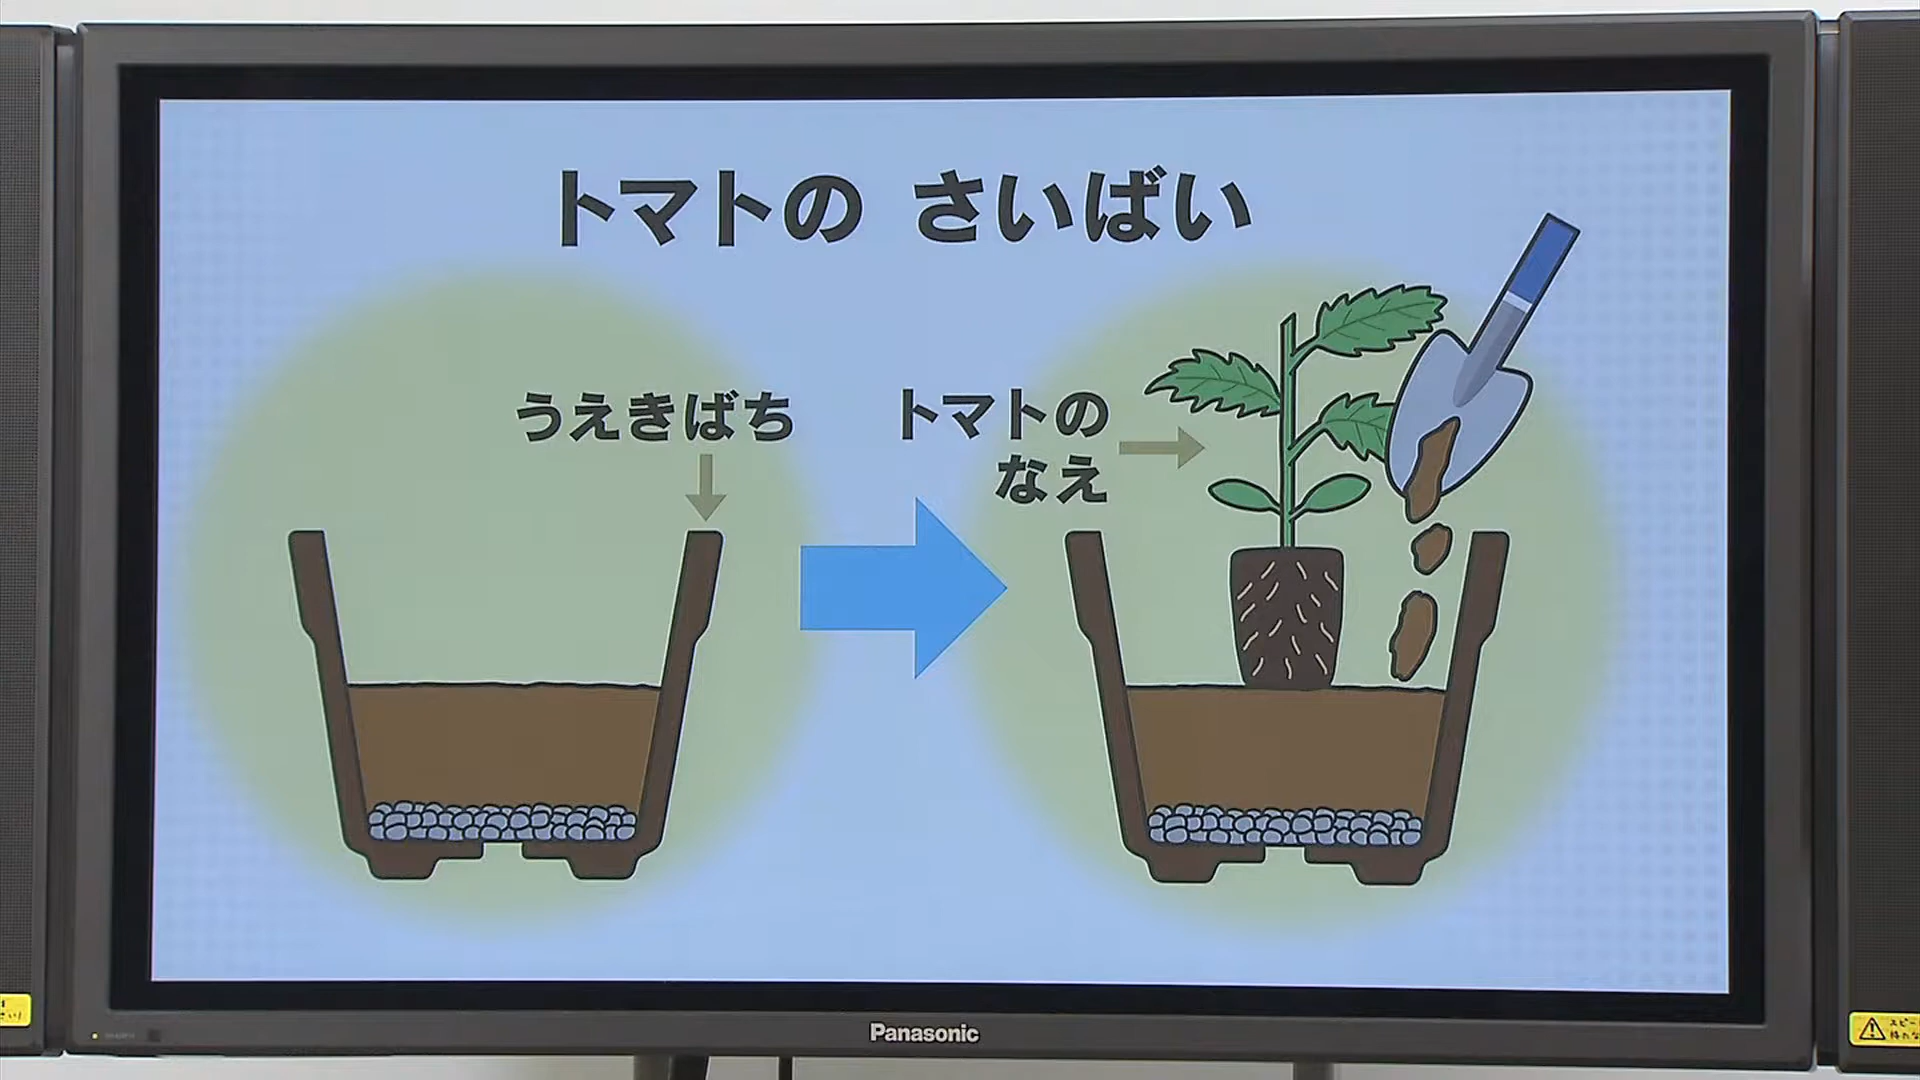 トマトの さいばい
うえきばち
トマトの
なえ
Panasonic